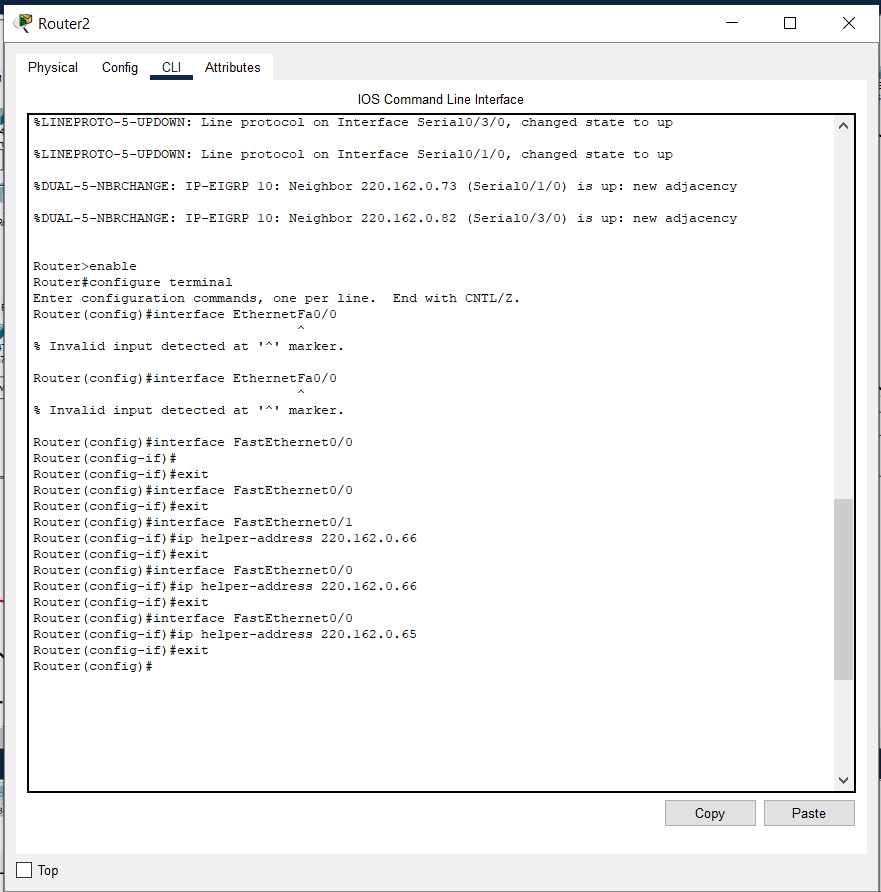 Router2
Physical Config CLI Attributes
IOS Command Line Interface
%LINEPROTO-5-UPDOWN: Line protocol on Interface Serial0/3/0, changed state to up
%LINEPROTO-5-UPDOWN: Line protocol on Interface Serial0/1/0, changed state to up
%DUAL-5-NBRCHANGE: IP-EIGRP 10: Neighbor 220.162.0.73 (Serial0/1/0) is up: new adjacency
%DUAL-5-NBRCHANGE: IP-EIGRP 10: Neighbor 220.162.0.82 (Serial0/3/0) is up: new adjacency
Router>enable
Router#configure terminal
Enter configuration commands, one per line.  End with CNTL/Z.
Router(config)#interface EthernetFa0/0
^
% Invalid input detected at '^' marker.
Router(config)#interface EthernetFa0/0
^
% Invalid input detected at '^' marker.
Router(config)#interface FastEthernet0/0
Router(config-if)#
Router(config-if)#exit
Router(config)#interface FastEthernet0/0
Router(config-if)#exit
Router(config)#interface FastEthernet0/1
Router(config-if)#ip helper-address 220.162.0.66
Router(config-if)#exit
Router(config)#interface FastEthernet0/0
Router(config-if)#ip helper-address 220.162.0.66
Router(config-if)#exit
Router(config)#interface FastEthernet0/0
Router(config-if)#ip helper-address 220.162.0.65
Router(config-if)#exit
Router(config)#
Copy Paste
Top